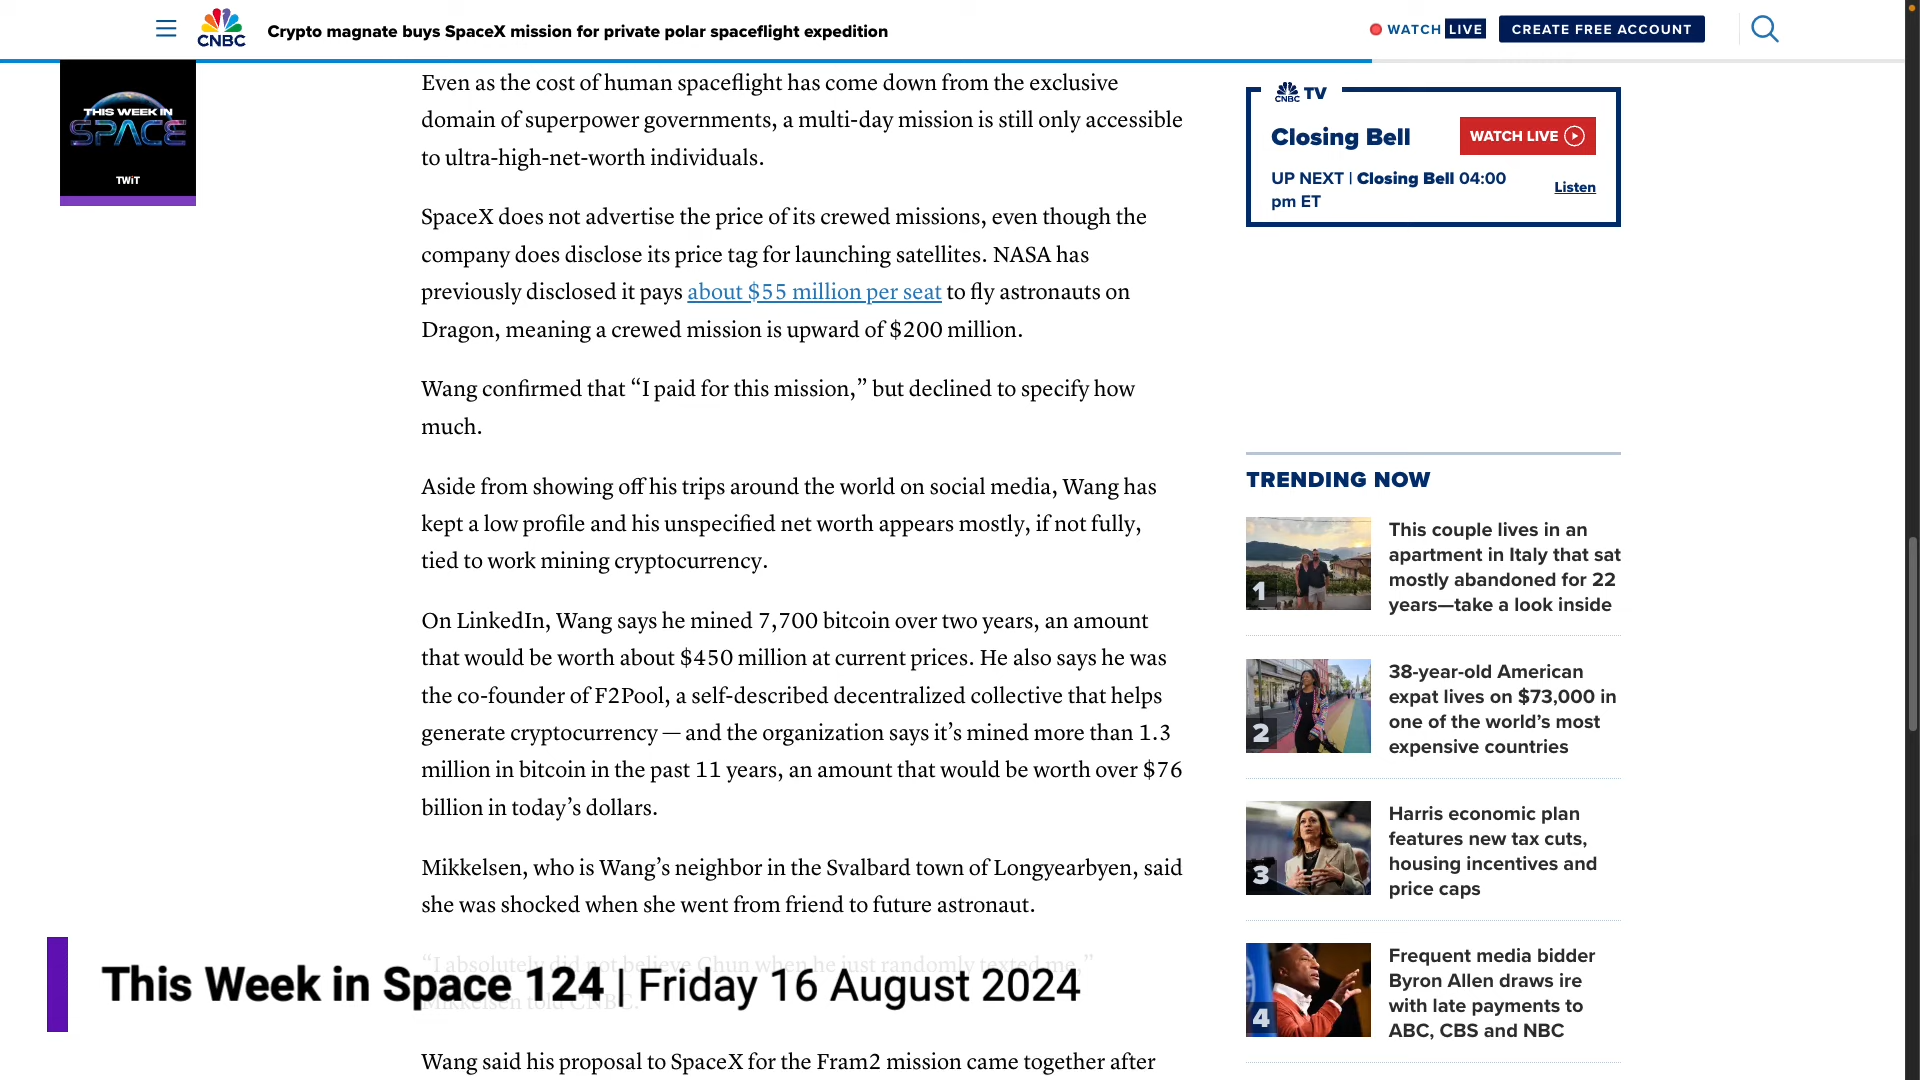 CNBC
Crypto magnate buys SpaceX mission for private polar spaceflight expedition
WATCH LIVE
CREATE FREE ACCOUNT
THIS WEEK IN
SPACE
TWiT
Even as the cost of human spaceflight has come down from the exclusive
domain of superpower governments, a multi-day mission is still only accessible
to ultra-high-net-worth individuals.
SpaceX does not advertise the price of its crewed missions, even though the
company does disclose its price tag for launching satellites. NASA has
previously disclosed it pays about $55 million per seat to fly astronauts on
Dragon, meaning a crewed mission is upward of $200 million.
Wang confirmed that “I paid for this mission,” but declined to specify how
much.
Aside from showing off his trips around the world on social media, Wang has
kept a low profile and his unspecified net worth appears mostly, if not fully,
tied to work mining cryptocurrency.
On LinkedIn, Wang says he mined 7,700 bitcoin over two years, an amount
that would be worth about $450 million at current prices. He also says he was
the co-founder of F2Pool, a self-described decentralized collective that helps
generate cryptocurrency — and the organization says it’s mined more than 1.3
million in bitcoin in the past 11 years, an amount that would be worth over $76
billion in today’s dollars.
Mikkelsen, who is Wang’s neighbor in the Svalbard town of Longyearbyen, said
she was shocked when she went from friend to future astronaut.
“I absolutely did not believe Chun when he just randomly texted me,”
Mikkelsen told CNBC.
This Week in Space 124 | Friday 16 August 2024
Wang said his proposal to SpaceX for the Fram2 mission came together after
CNBC TV
Closing Bell
WATCH LIVE
UP NEXT | Closing Bell 04:00
pm ET
Listen
TRENDING NOW
1
This couple lives in an
apartment in Italy that sat
mostly abandoned for 22
years—take a look inside
2
38-year-old American
expat lives on $73,000 in
one of the world’s most
expensive countries
3
Harris economic plan
features new tax cuts,
housing incentives and
price caps
4
Frequent media bidder
Byron Allen draws ire
with late payments to
ABC, CBS and NBC